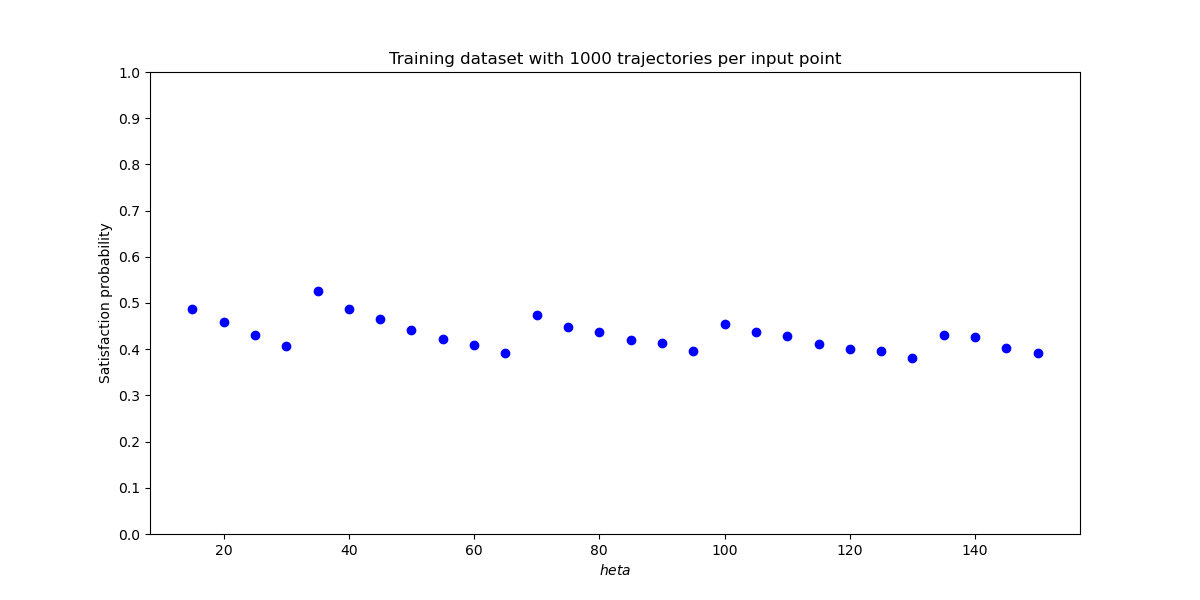 Training dataset with 1000 trajectories per input point
1.0
0.9
0.8
0.7
0.6
0.5
0.4
0.3
0.2
0.1
0.0
Satisfaction probability
20 40 60 80 100 120 140
heta